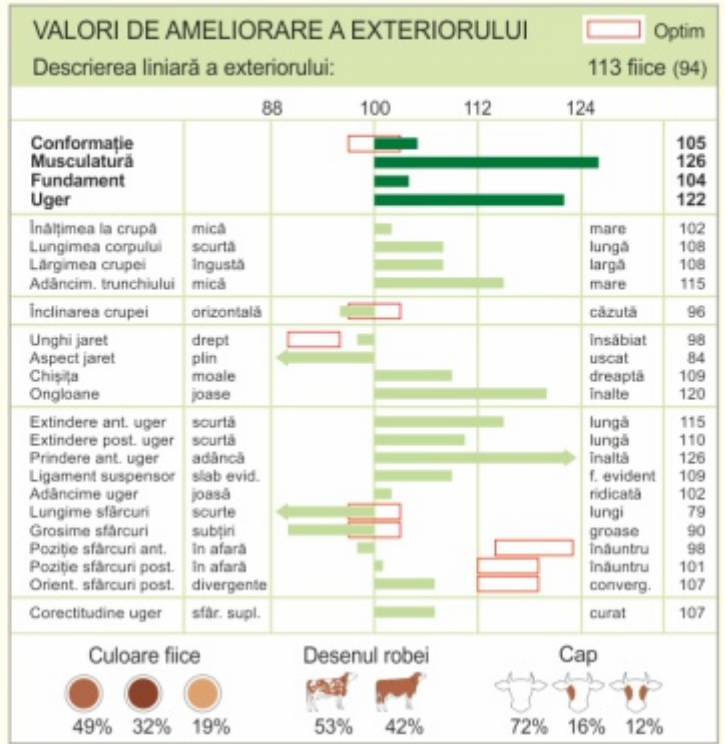 VALORI DE AMELIORARE A EXTERIORULUI Optim
Descrierea liniară a exteriorului: 113 fiice (94)
88 100 112 124
Conformație 105
Musculatură 126
Fundament 104
Uger 122
Înălțimea la crupă mică mare 102
Lungimea corpului scurtă lungă 108
Lărgimea crupei îngustă largă 108
Adâncim. trunchiului mică mare 115
Înclinarea crupei orizontală căzută 96
Unghi jaret drept însăbiat 98
Aspect jaret plin uscat 84
Chișița moale dreaptă 109
Ongloane joase înalte 120
Extindere ant. uger scurtă lungă 115
Extindere post. uger scurtă lungă 110
Prindere ant. uger adâncă înaltă 126
Ligament suspensor slab evid. f. evident 109
Adâncime uger joasă ridicată 102
Lungime sfârcuri scurte lungi 79
Grosime sfârcuri subțiri groase 90
Poziție sfârcuri ant. în afară înăuntru 98
Poziție sfârcuri post. în afară înăuntru 101
Orient. sfârcuri post. divergente converg. 107
Corectitudine uger sfâr. supl. curat 107
Culoare fiice Desenul robei Cap
49% 32% 19% 53% 42% 72% 16% 12%